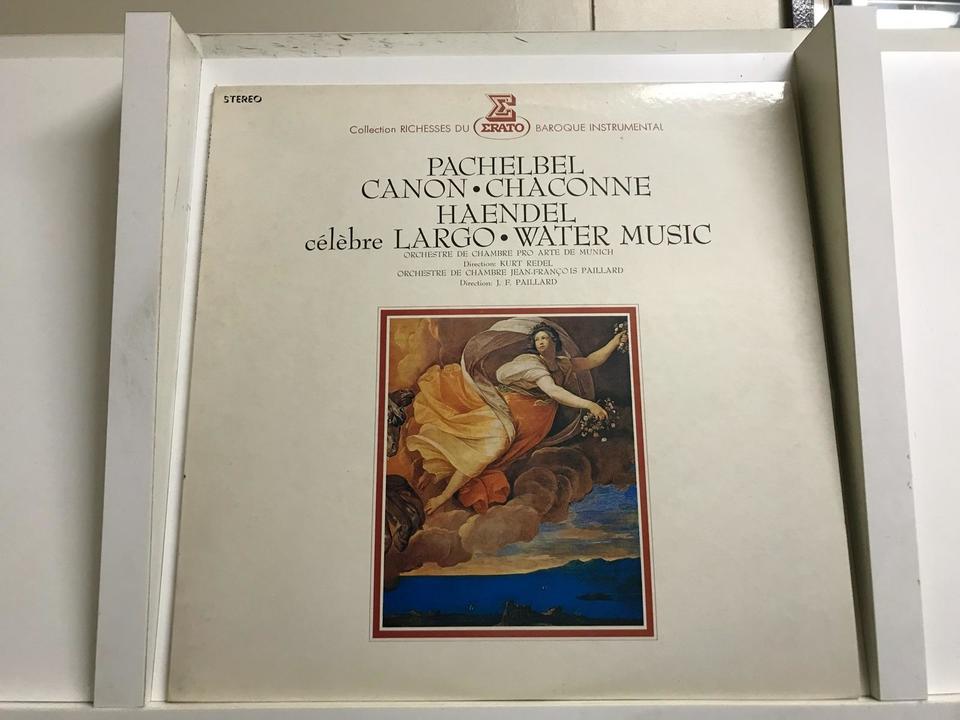 STEREO
Collection RICHESSES DU ERATO BAROQUE INSTRUMENTAL
PACHELBEL
CANON • CHACONNE
HAENDEL
célèbre LARGO • WATER MUSIC
ORCHESTRE DE CHAMBRE PRO ARTE DE MUNICH
Direction: KURT REDEL
ORCHESTRE DE CHAMBRE JEAN-FRANÇOIS PAILLARD
Direction: J. F. PAILLARD